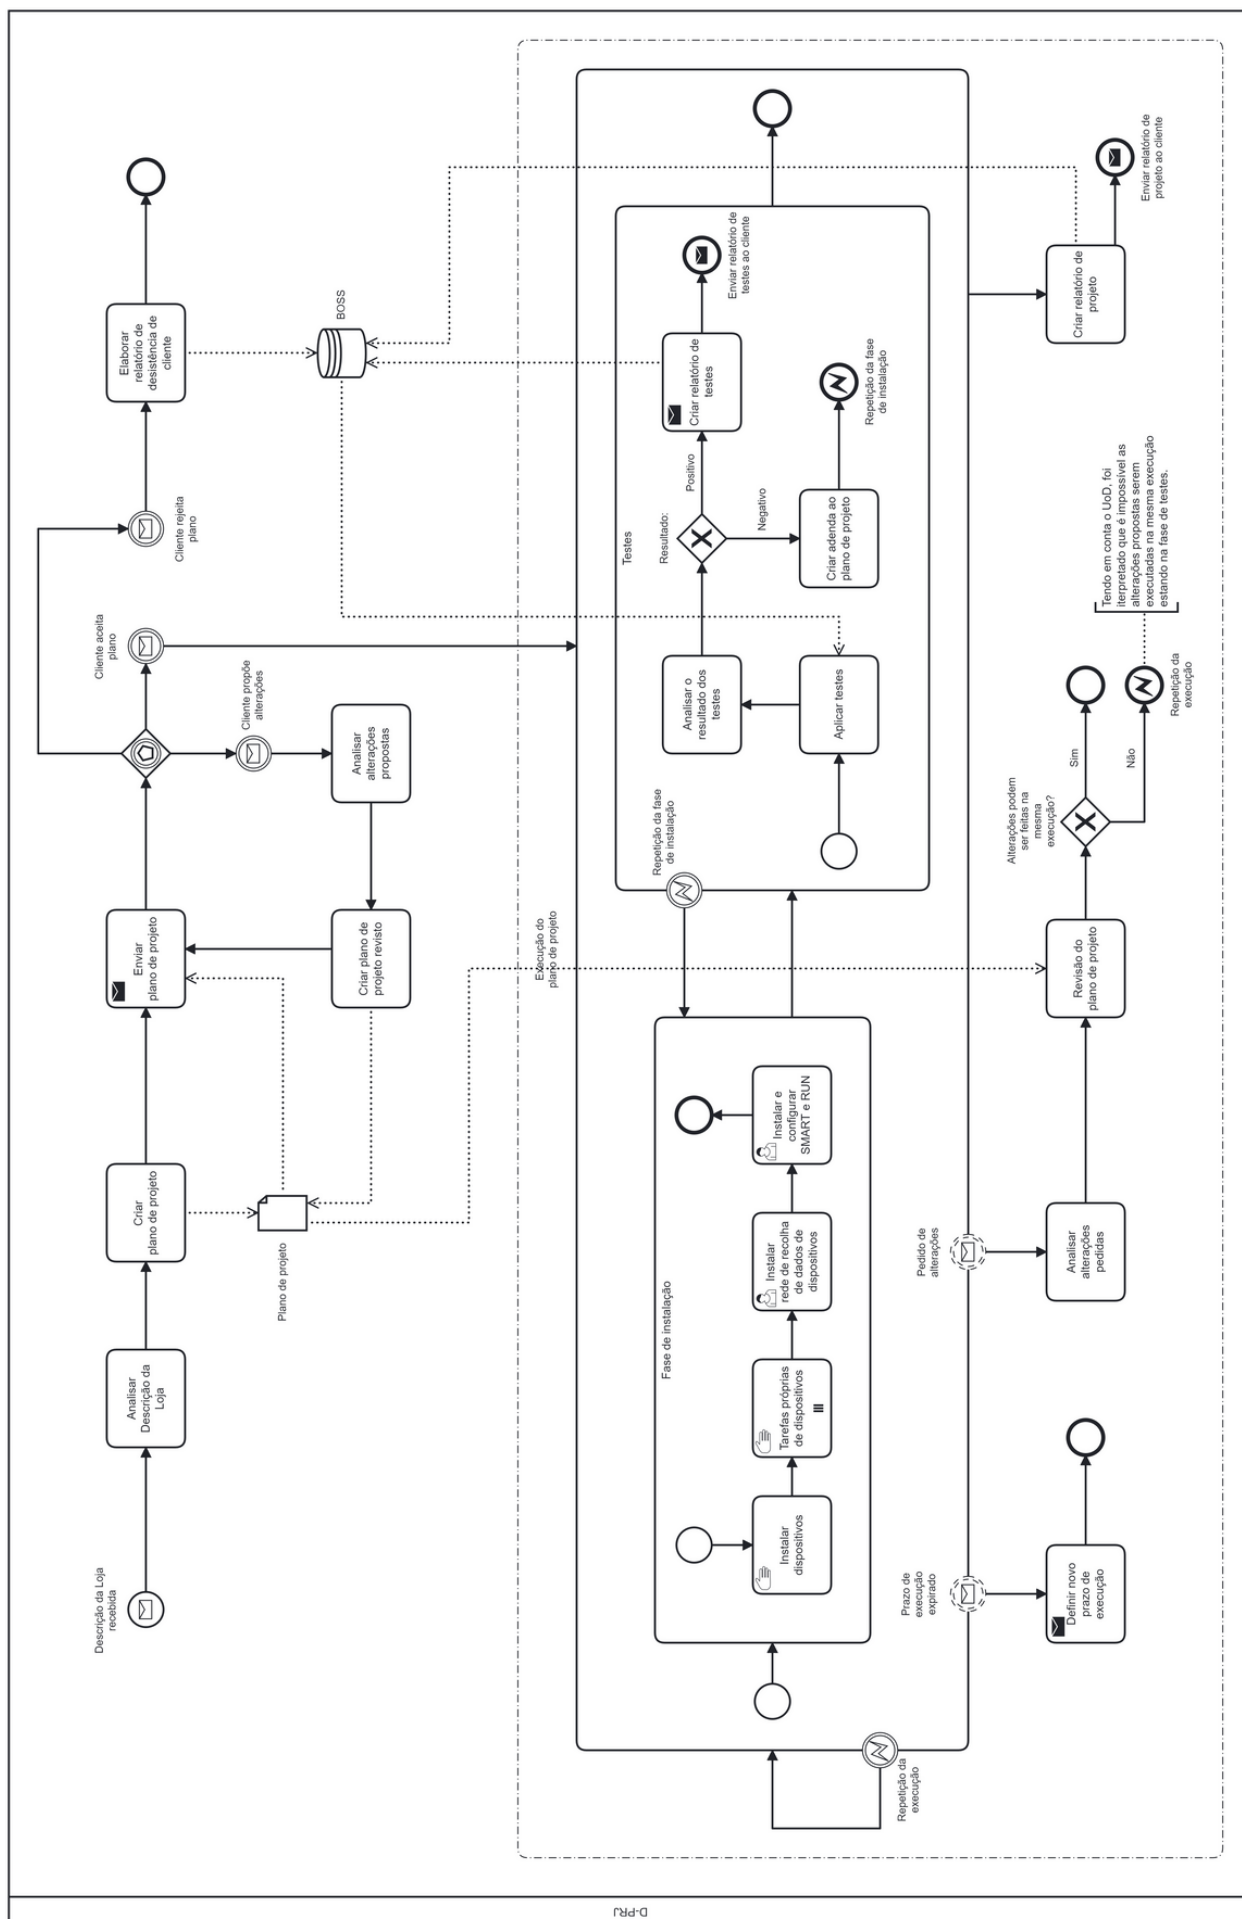 D-PRJ
Descrição da Loja
recebida
Analisar
Descrição da
Loja
Criar
plano de projeto
Plano de projeto
Enviar
plano de projeto
Cliente propõe
alterações
Analisar
alterações
propostas
Criar plano de
projeto revisto
Cliente aceita
plano
Cliente rejeita
plano
Elaborar
relatório de
desistência de
cliente
BOSS
Execução do
plano de projeto
Fase de instalação
Instalar
dispositivos
Tarefas próprias
de dispositivos
Instalar
rede de recolha
de dados de
dispositivos
Instalar e
configurar
SMART e RUN
Repetição da fase
de instalação
Testes
Aplicar testes
Analisar o
resultado dos
testes
Resultado:
Positivo
Negativo
Criar relatório de
testes
Enviar relatório de
testes ao cliente
Criar adenda ao
plano de projeto
Repetição da fase
de instalação
Repetição da
execução
Prazo de
execução
expirado
Definir novo
prazo de
execução
Pedido de
alterações
Analisar
alterações
pedidas
Revisão do
plano de projeto
Alterações podem
ser feitas na
mesma
execução?
Sim
Não
Repetição da
execução
Tendo em conta o UoD, foi
iterpretado que é impossível as
alterações propostas serem
executadas na mesma execução
estando na fase de testes.
Criar relatório de
projeto
Enviar relatório de
projeto ao cliente